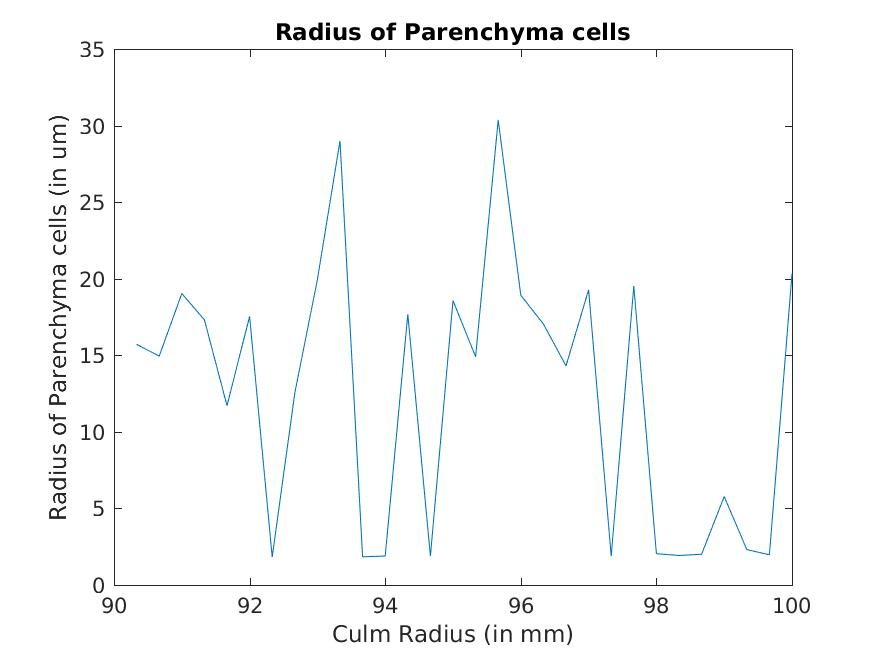 Radius of Parenchyma cells
35
30
25
20
15
10
5
0
Radius of Parenchyma cells (in um)
90 92 94 96 98 100
Culm Radius (in mm)